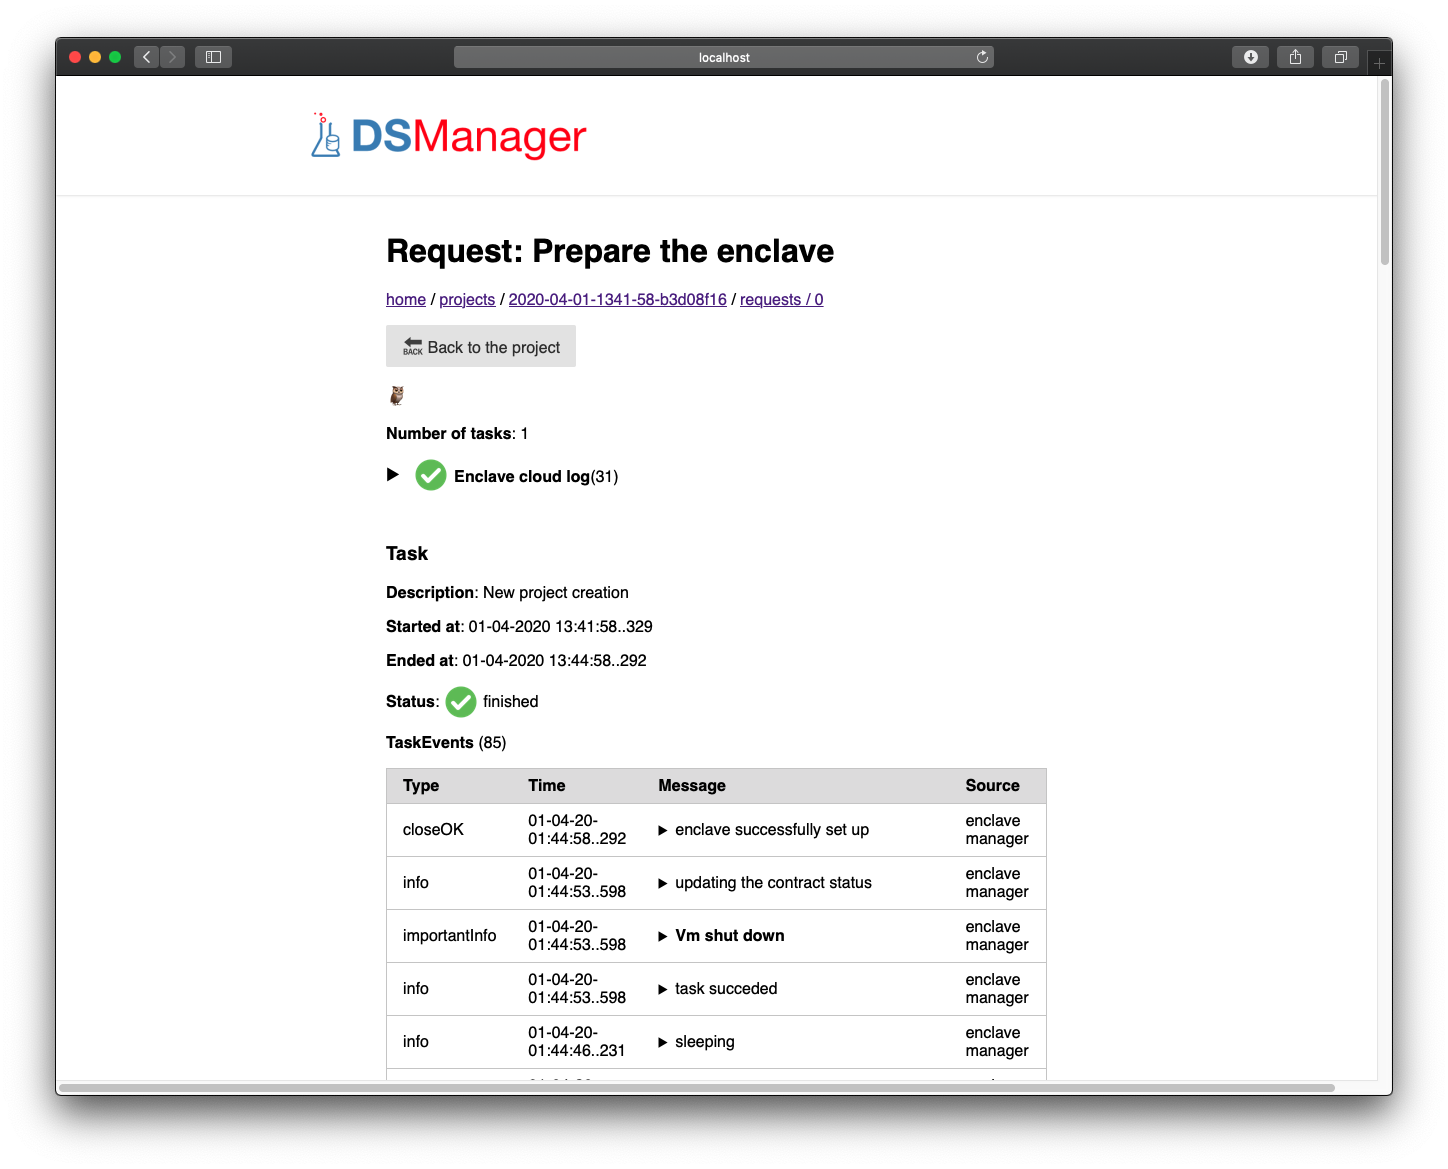 localhost
DSManager
Request: Prepare the enclave
home / projects / 2020-04-01-1341-58-b3d08f16 / requests / 0
BACK Back to the project
Number of tasks: 1
Enclave cloud log(31)
Task
Description: New project creation
Started at: 01-04-2020 13:41:58..329
Ended at: 01-04-2020 13:44:58..292
Status: finished
TaskEvents (85)
Type Time Message Source
closeOK 01-04-20-01:44:58..292 enclave successfully set up enclave manager
info 01-04-20-01:44:53..598 updating the contract status enclave manager
importantInfo 01-04-20-01:44:53..598 Vm shut down enclave manager
info 01-04-20-01:44:53..598 task succeded enclave manager
info 01-04-20-01:44:46..231 sleeping enclave manager